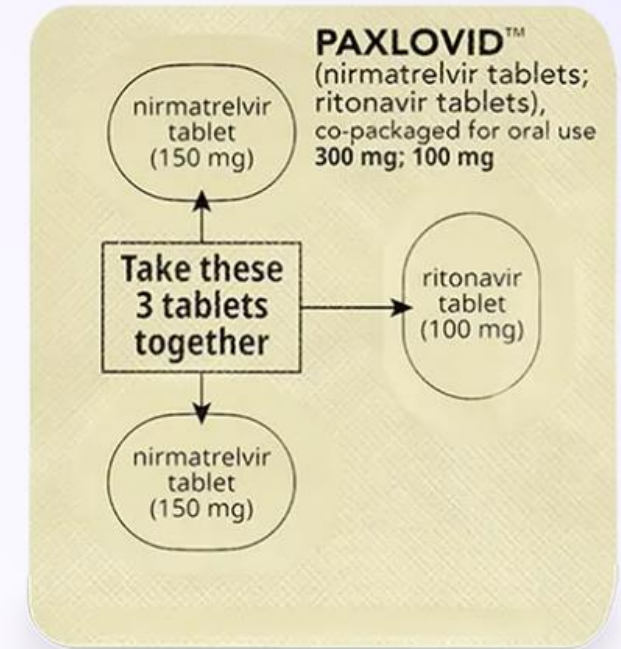 PAXLOVID™
(nirmatrelvir tablets;
ritonavir tablets),
co-packaged for oral use
300 mg; 100 mg
nirmatrelvir
tablet
(150 mg)
Take these
3 tablets
together
ritonavir
tablet
(100 mg)
nirmatrelvir
tablet
(150 mg)